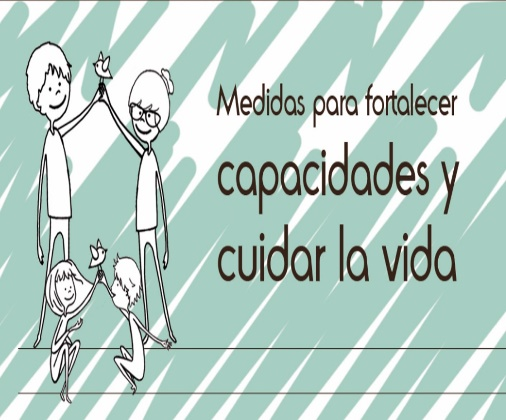 Medidas para fortalecer
capacidades y
cuidar la vida